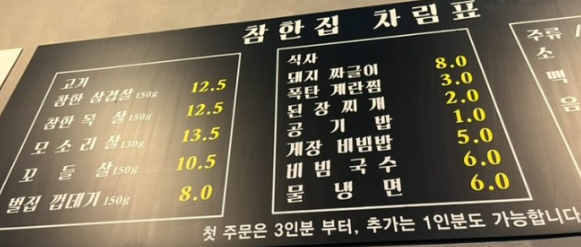 참한집 차림표
고기
참한 삼겹살 150g 12.5
참한 목 살 150g 12.5
모 소 리 살 130g 13.5
꼬 들 살 150g 10.5
벌집 껍데기 150g 8.0
식사
돼지 짜글이 8.0
폭탄 계란찜 3.0
된 장 찌 개 2.0
공 기 밥 1.0
게장 비빔밥 5.0
비 빔 국 수 6.0
물 냉 면 6.0
주류 /
소
맥
음
첫 주문은 3인분 부터, 추가는 1인분도 가능합니다